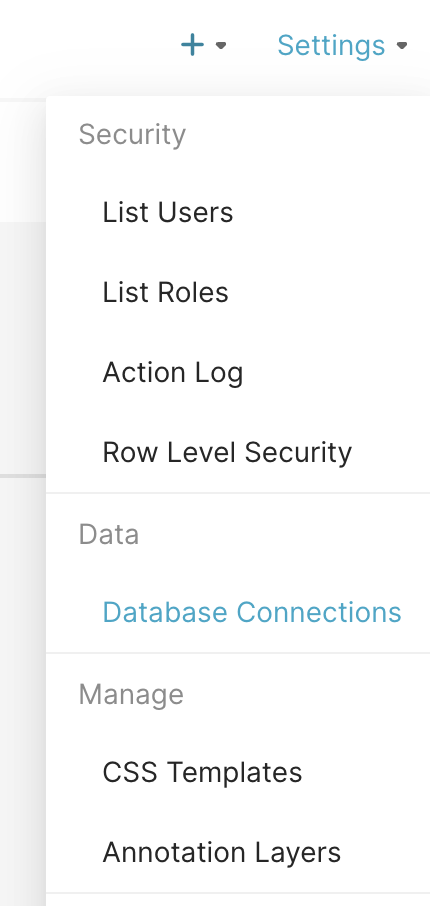 + Settings
Security
List Users
List Roles
Action Log
Row Level Security
Data
Database Connections
Manage
CSS Templates
Annotation Layers